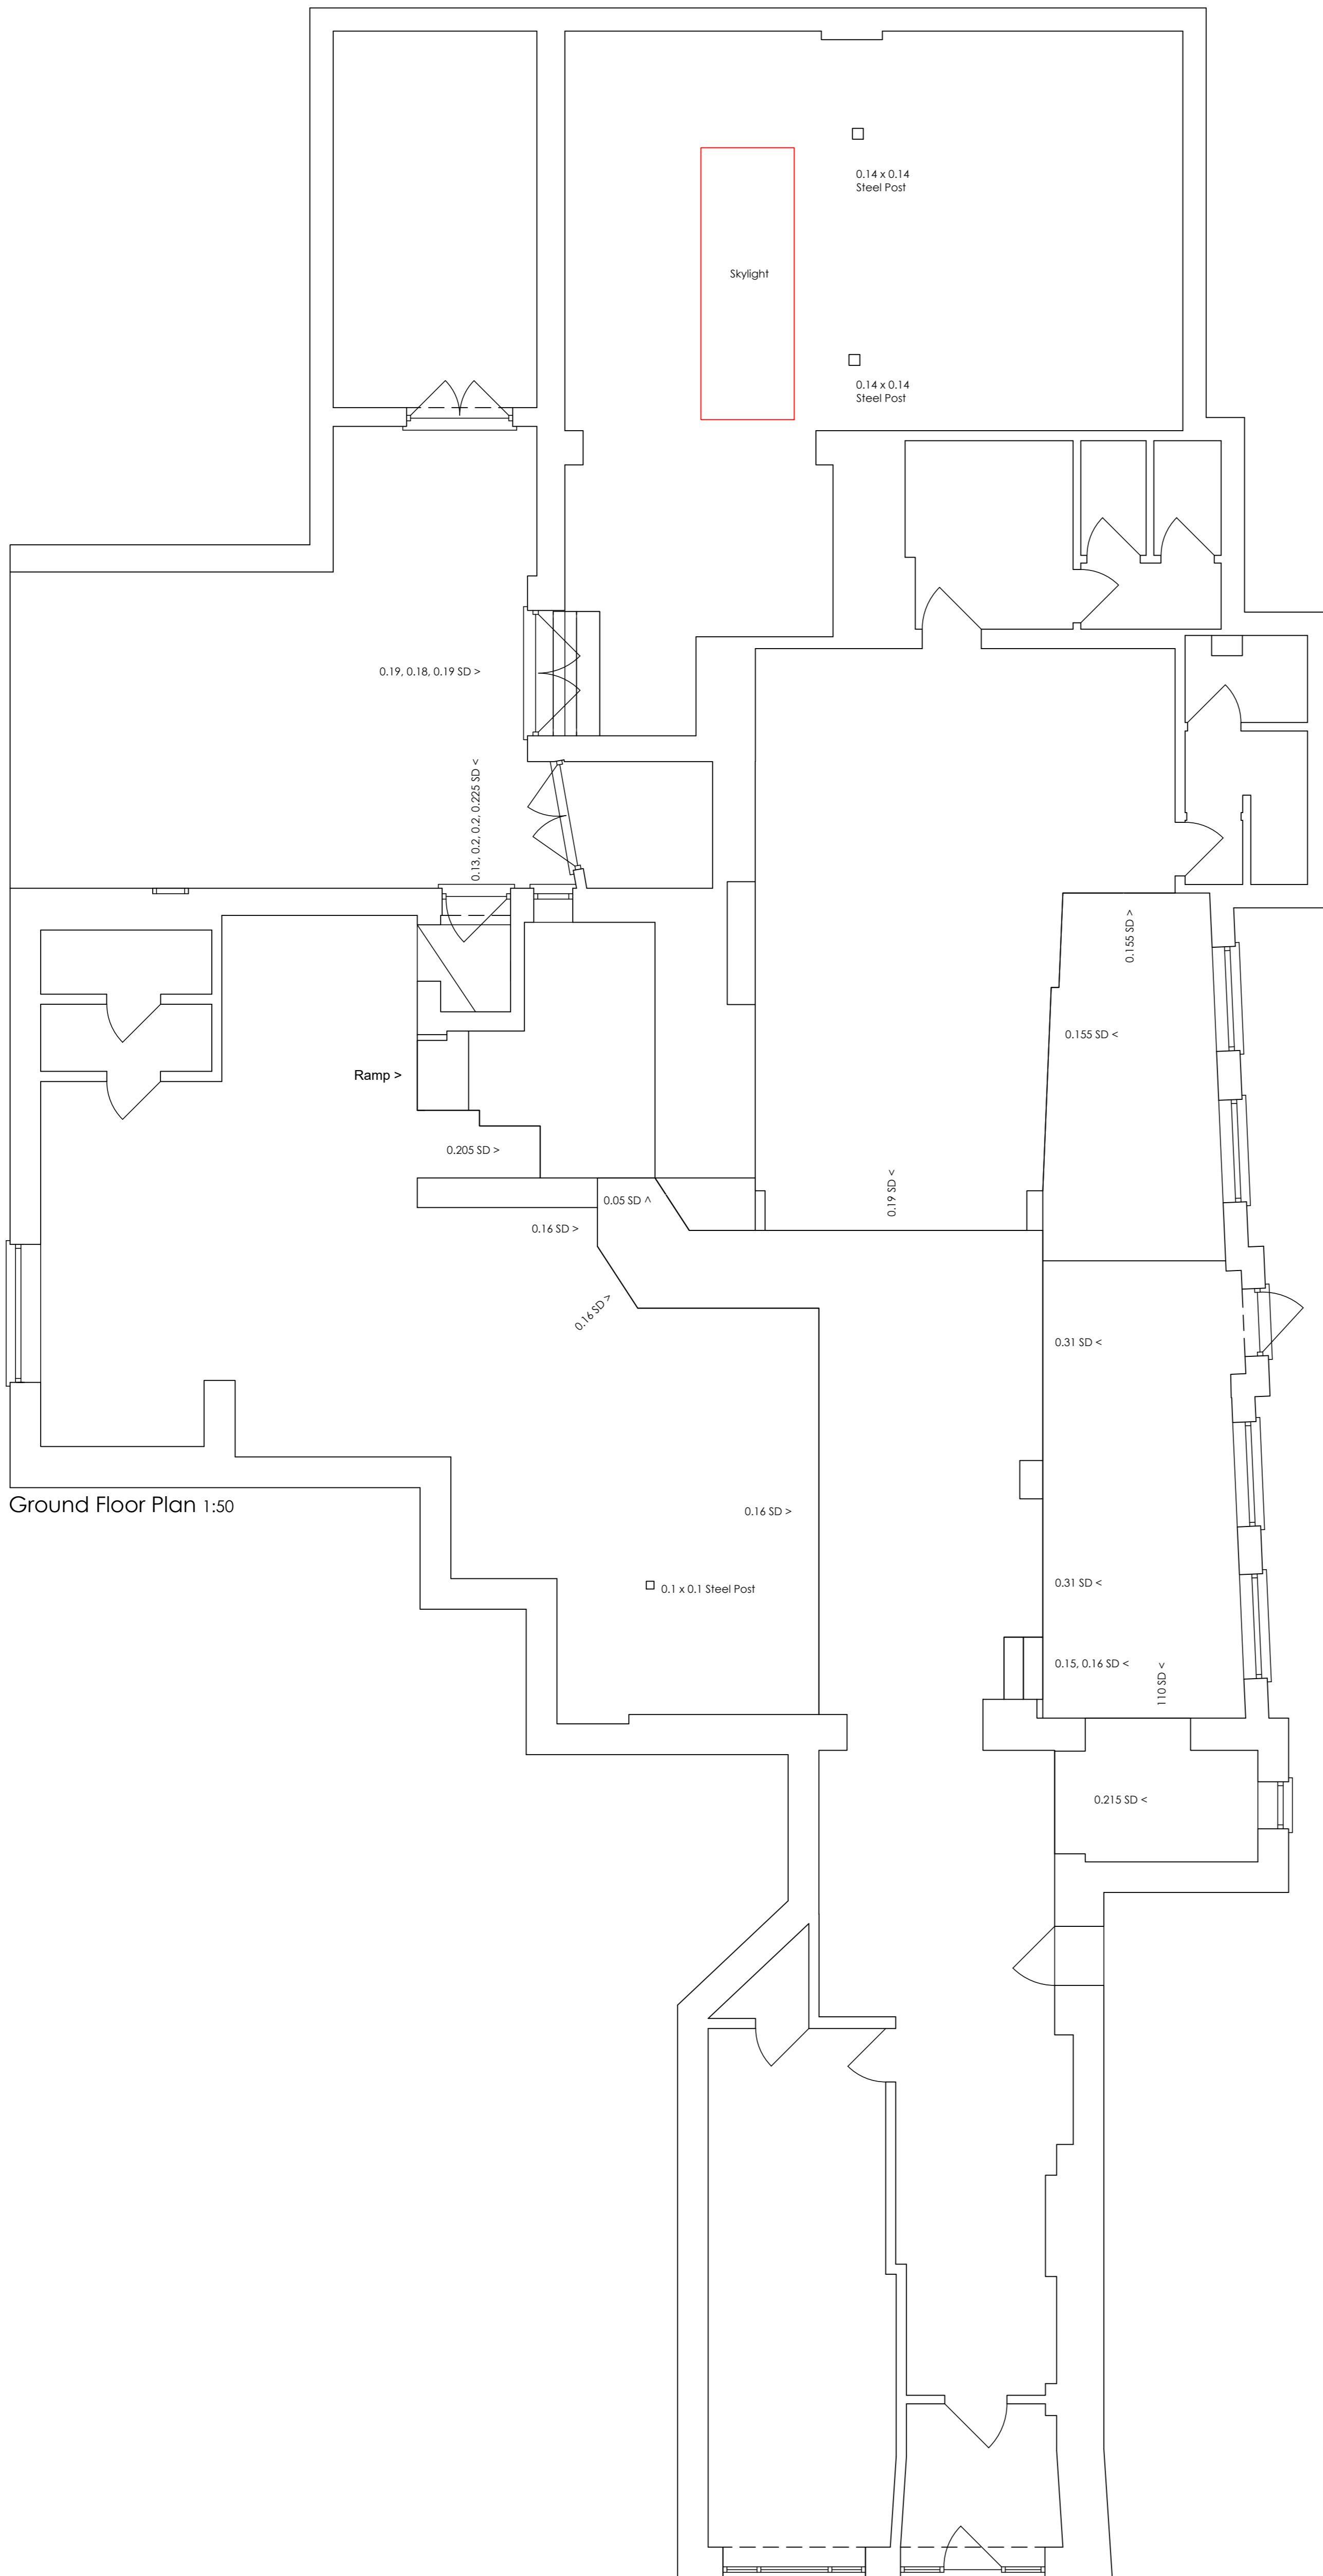 0.14 x 0.14
Steel Post
Skylight
0.14 x 0.14
Steel Post
0.19, 0.18, 0.19 SD >
0.13, 0.2, 0.2, 0.225 SD <
0.155 SD >
0.155 SD <
Ramp >
0.205 SD >
0.05 SD ^
0.19 SD <
0.16 SD >
0.16 SD >
0.31 SD <
Ground Floor Plan 1:50
0.16 SD >
0.31 SD <
0.1 x 0.1 Steel Post
0.15, 0.16 SD <
110 SD <
0.215 SD <